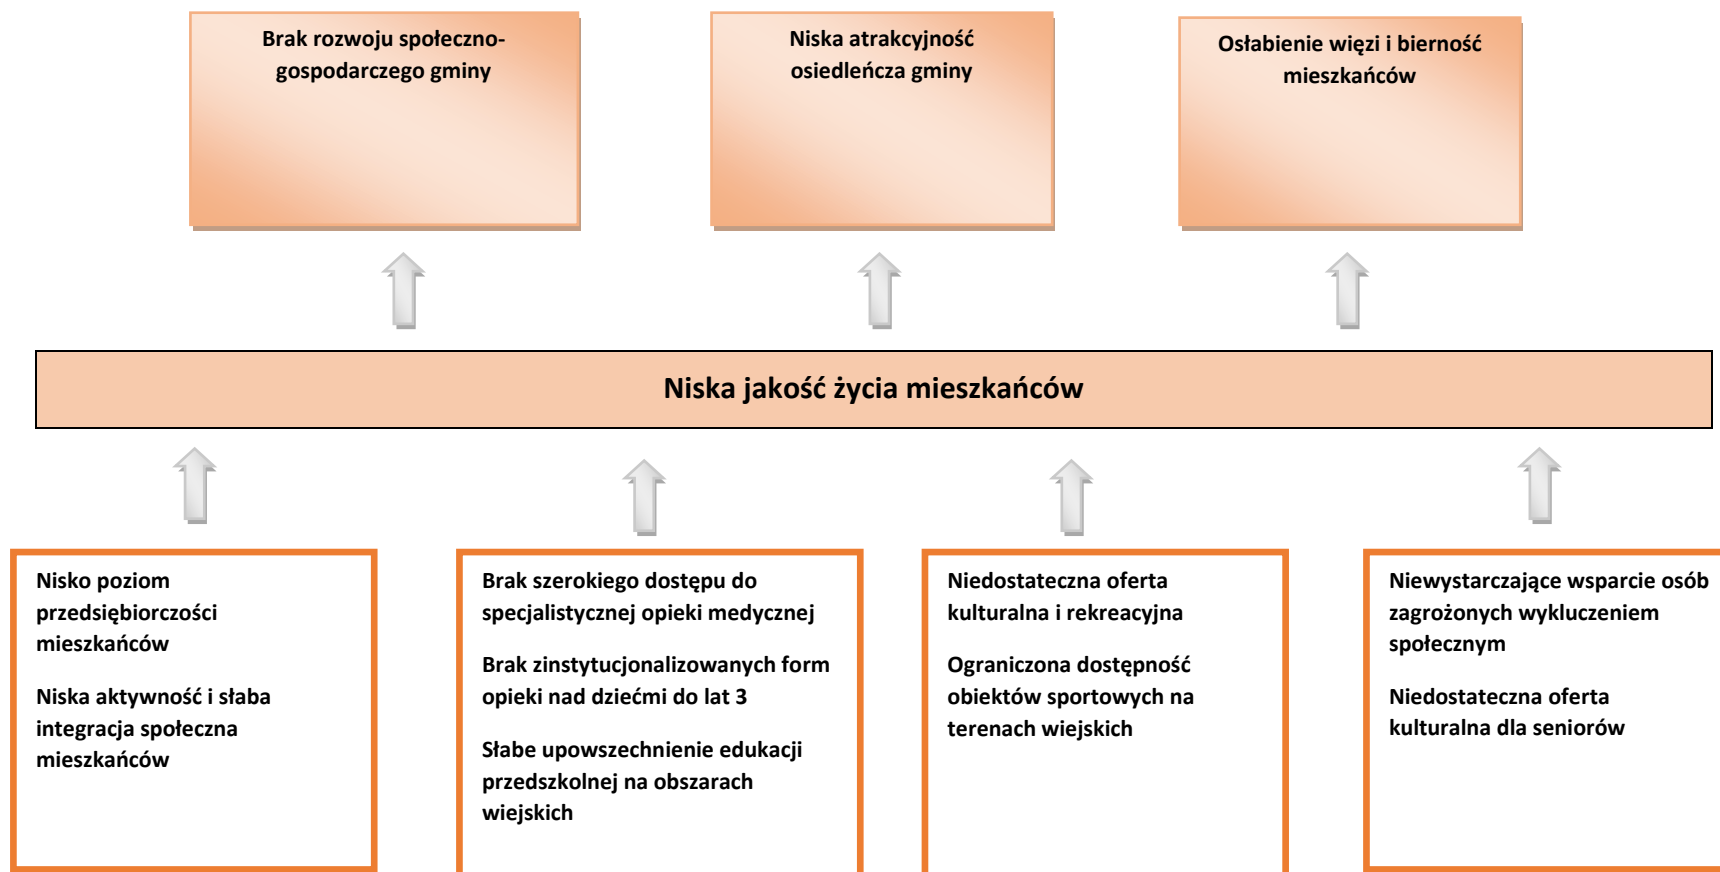 Brak rozwoju społeczno-
gospodarczego gminy
Niska atrakcyjność
osiedleńcza gminy
Osłabienie więzi i bierność
mieszkańców
Niska jakość życia mieszkańców
Nisko poziom
przedsiębiorczości
mieszkańców
Niska aktywność i słaba
integracja społeczna
mieszkańców
Brak szerokiego dostępu do
specjalistycznej opieki medycznej
Brak zinstytucjonalizowanych form
opieki nad dziećmi do lat 3
Słabe upowszechnienie edukacji
przedszkolnej na obszarach
wiejskich
Niedostateczna oferta
kulturalna i rekreacyjna
Ograniczona dostępność
obiektów sportowych na
terenach wiejskich
Niewystarczające wsparcie osób
zagrożonych wykluczeniem
społecznym
Niedostateczna oferta
kulturalna dla seniorów